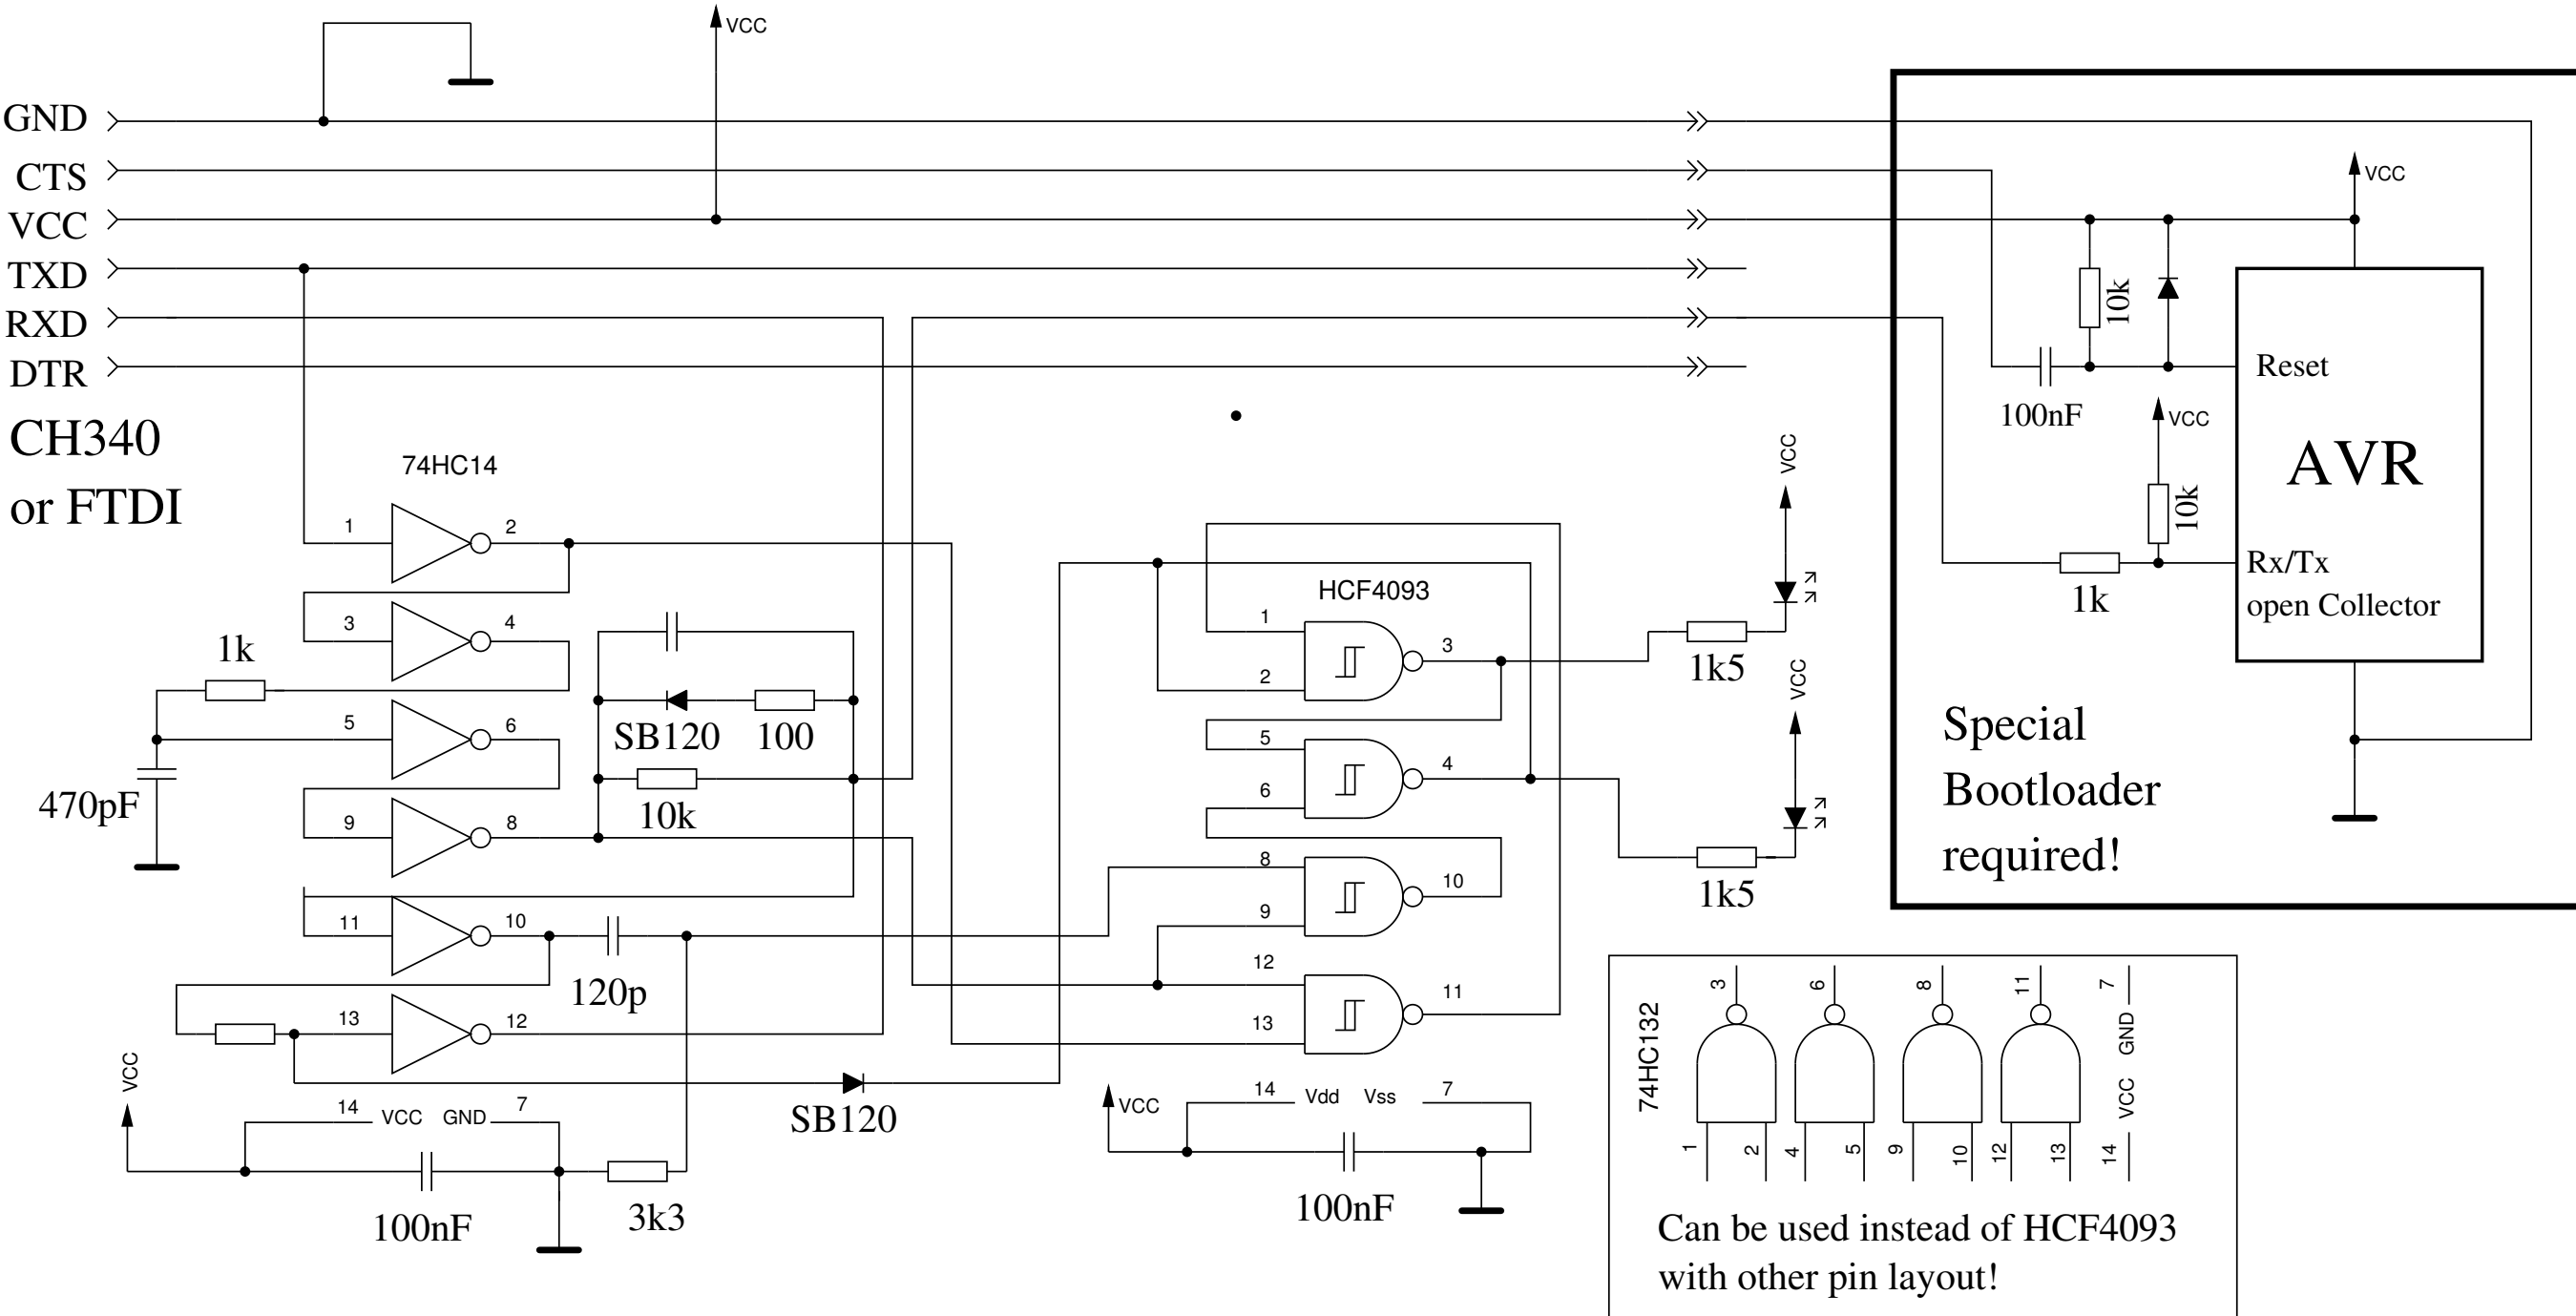 VCC
GND
CTS
VCC
TXD
RXD
DTR
CH340
or FTDI
VCC
10k
Reset
100nF
VCC
10k
AVR
Rx/Tx
open Collector
1k
Special
Bootloader
required!
74HC14
1
2
3
4
1k
5
6
470pF
9
8
11
10
120p
13
12
SB120
100
10k
SB120
VCC
14
VCC
GND
7
100nF
3k3
HCF4093
1
2
3
5
6
4
8
9
10
12
13
11
VCC
1k5
VCC
1k5
VCC
14
Vdd
Vss
7
100nF
74HC132
3
6
8
11
7
GND
VCC
1
2
4
5
9
10
12
13
14
Can be used instead of HCF4093
with other pin layout!